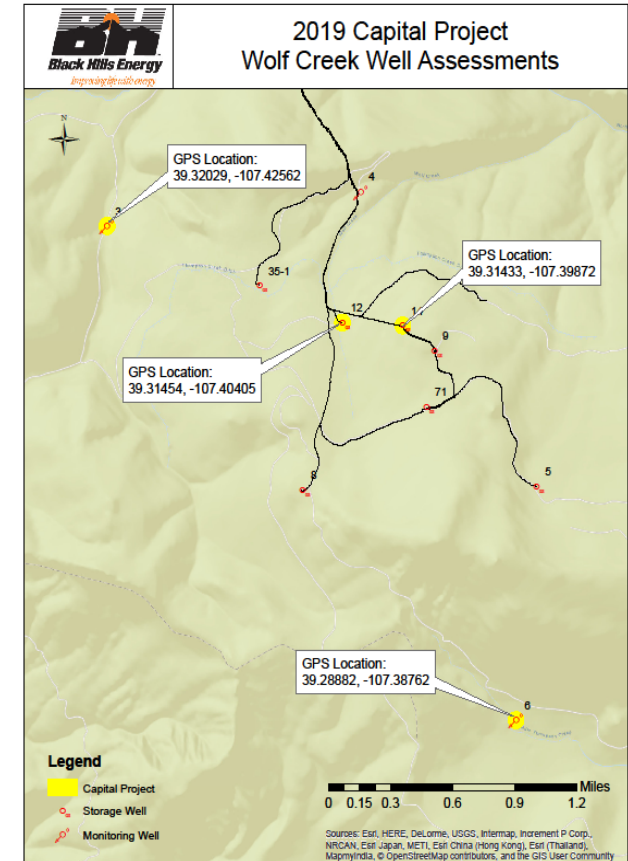 BH
Black Hills Energy
Improving life with energy
2019 Capital Project
Wolf Creek Well Assessments
N
GPS Location:
39.32029, -107.42562
4
3
GPS Location:
39.31433, -107.39872
35-1
12
1
9
GPS Location:
39.31454, -107.40405
71
8
5
GPS Location:
39.28882, -107.38762
6
Legend
Capital Project
Storage Well
Monitoring Well
Miles
0 0.15 0.3 0.6 0.9 1.2
Sources: Esri, HERE, DeLorme, USGS, Intermap, increment P Corp.,
NRCAN, Esri Japan, METI, Esri China (Hong Kong), Esri (Thailand),
MapmyIndia, © OpenStreetMap contributors, and the GIS User Community